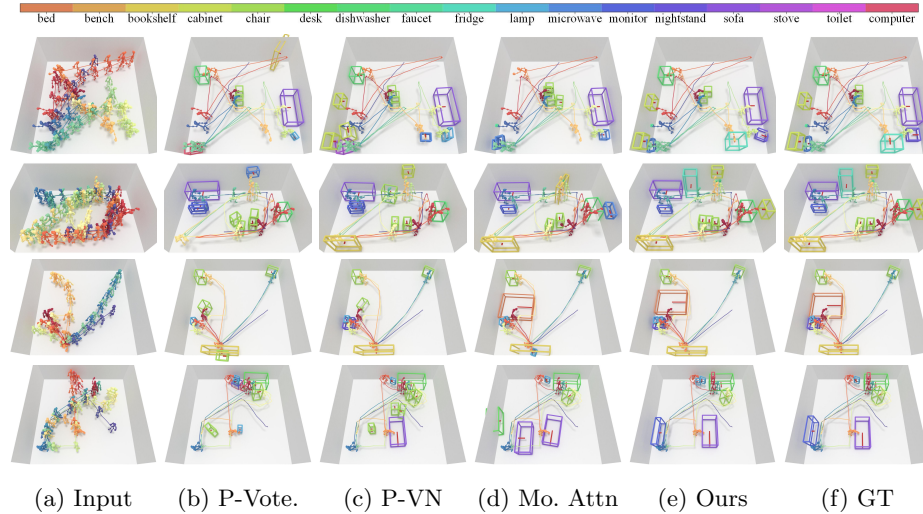 bed bench bookshelf cabinet chair desk dishwasher faucet fridge lamp microwave monitor nightstand sofa stove toilet computer
(a) Input (b) P-Vote. (c) P-VN (d) Mo. Attn (e) Ours (f) GT